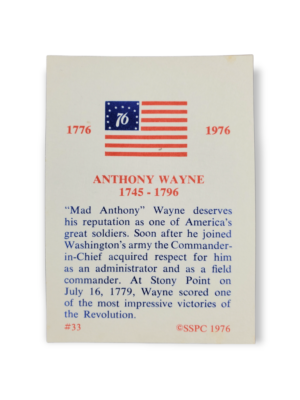 76
1776 1976
ANTHONY WAYNE
1745 - 1796
"Mad Anthony" Wayne deserves
his reputation as one of America's
great soldiers. Soon after he joined
Washington's army the Commander-
in-Chief acquired respect for him
as an administrator and as a field
commander. At Stony Point on
July 16, 1779, Wayne scored one
of the most impressive victories of
the Revolution.
#33 ©SSPC 1976